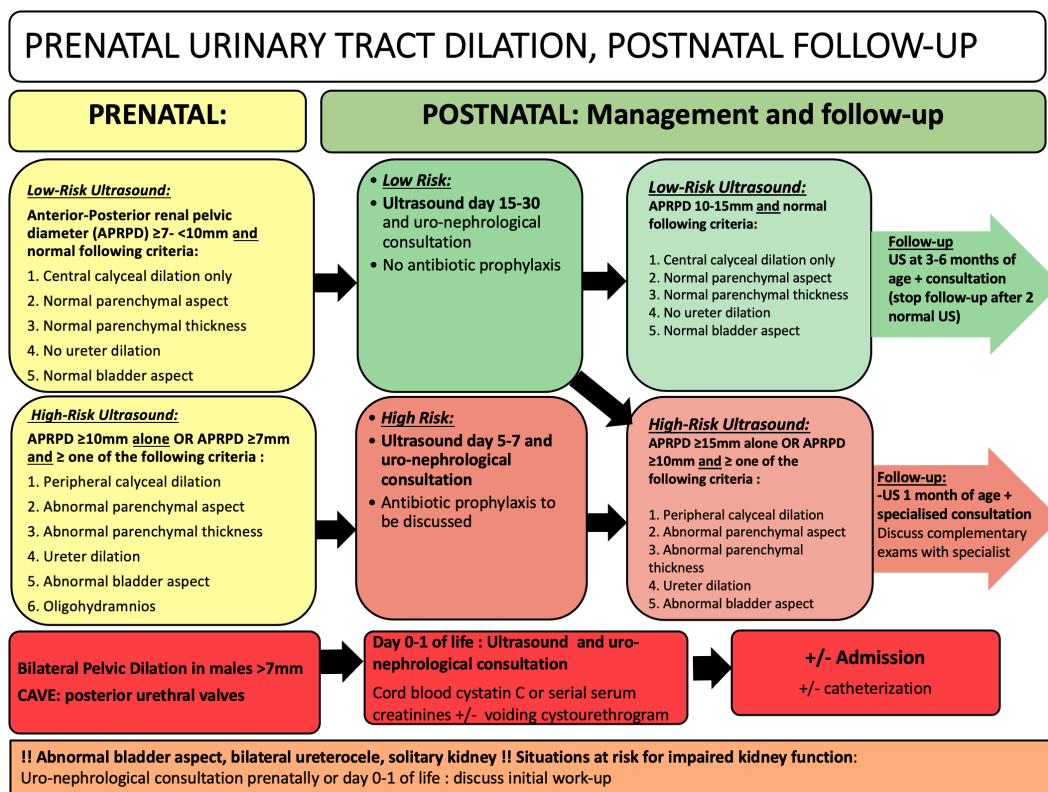 PRENATAL URINARY TRACT DILATION, POSTNATAL FOLLOW-UP
PRENATAL:
POSTNATAL: Management and follow-up
Low-Risk Ultrasound:
Anterior-Posterior renal pelvic
diameter (APRPD) ≥7- <10mm and
normal following criteria:
1. Central calyceal dilation only
2. Normal parenchymal aspect
3. Normal parenchymal thickness
4. No ureter dilation
5. Normal bladder aspect
• Low Risk:
• Ultrasound day 15-30
and uro-nephrological
consultation
• No antibiotic prophylaxis
Low-Risk Ultrasound:
APRPD 10-15mm and normal
following criteria:
1. Central calyceal dilation only
2. Normal parenchymal aspect
3. Normal parenchymal thickness
4. No ureter dilation
5. Normal bladder aspect
Follow-up
US at 3-6 months of
age + consultation
(stop follow-up after 2
normal US)
High-Risk Ultrasound:
APRPD ≥10mm alone OR APRPD ≥7mm
and ≥ one of the following criteria :
1. Peripheral calyceal dilation
2. Abnormal parenchymal aspect
3. Abnormal parenchymal thickness
4. Ureter dilation
5. Abnormal bladder aspect
6. Oligohydramnios
• High Risk:
• Ultrasound day 5-7 and
uro-nephrological
consultation
• Antibiotic prophylaxis to
be discussed
High-Risk Ultrasound:
APRPD ≥15mm alone OR APRPD
≥10mm and ≥ one of the
following criteria :
1. Peripheral calyceal dilation
2. Abnormal parenchymal aspect
3. Abnormal parenchymal
thickness
4. Ureter dilation
5. Abnormal bladder aspect
Follow-up:
-US 1 month of age +
specialised consultation
Discuss complementary
exams with specialist
Bilateral Pelvic Dilation in males >7mm
CAVE: posterior urethral valves
Day 0-1 of life : Ultrasound and uro-
nephrological consultation
Cord blood cystatin C or serial serum
creatinines +/- voiding cystourethrogram
+/- Admission
+/- catheterization
!! Abnormal bladder aspect, bilateral ureterocele, solitary kidney !! Situations at risk for impaired kidney function:
Uro-nephrological consultation prenatally or day 0-1 of life : discuss initial work-up